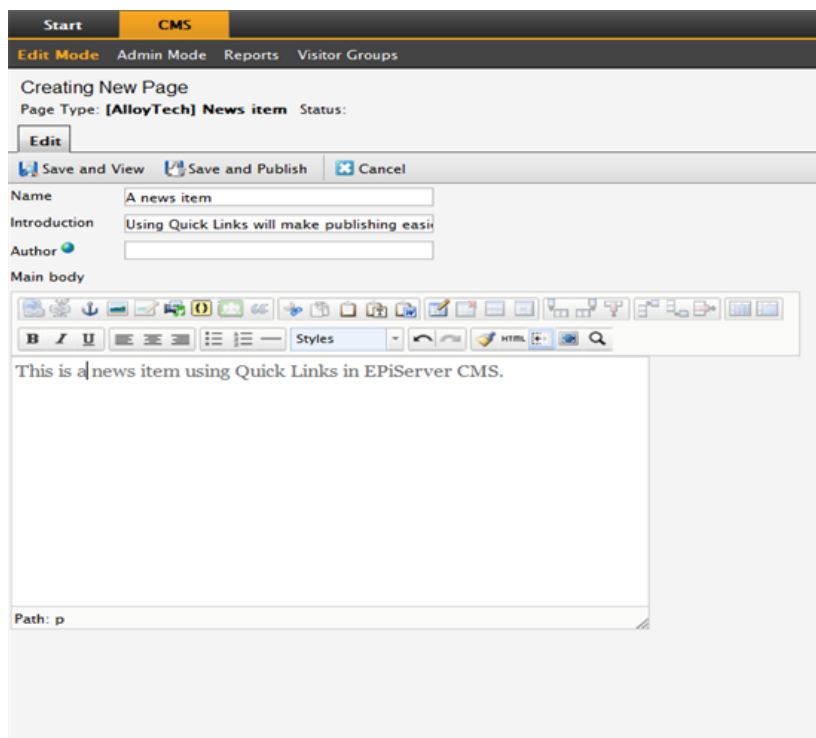 Start CMS
Edit Mode Admin Mode Reports Visitor Groups
Creating New Page
Page Type: [AlloyTech] News item Status:
Edit
Save and View Save and Publish Cancel
Name A news item
Introduction Using Quick Links will make publishing easi
Author
Main body
B I U Styles HTML
This is a news item using Quick Links in EPiServer CMS.
Path: p